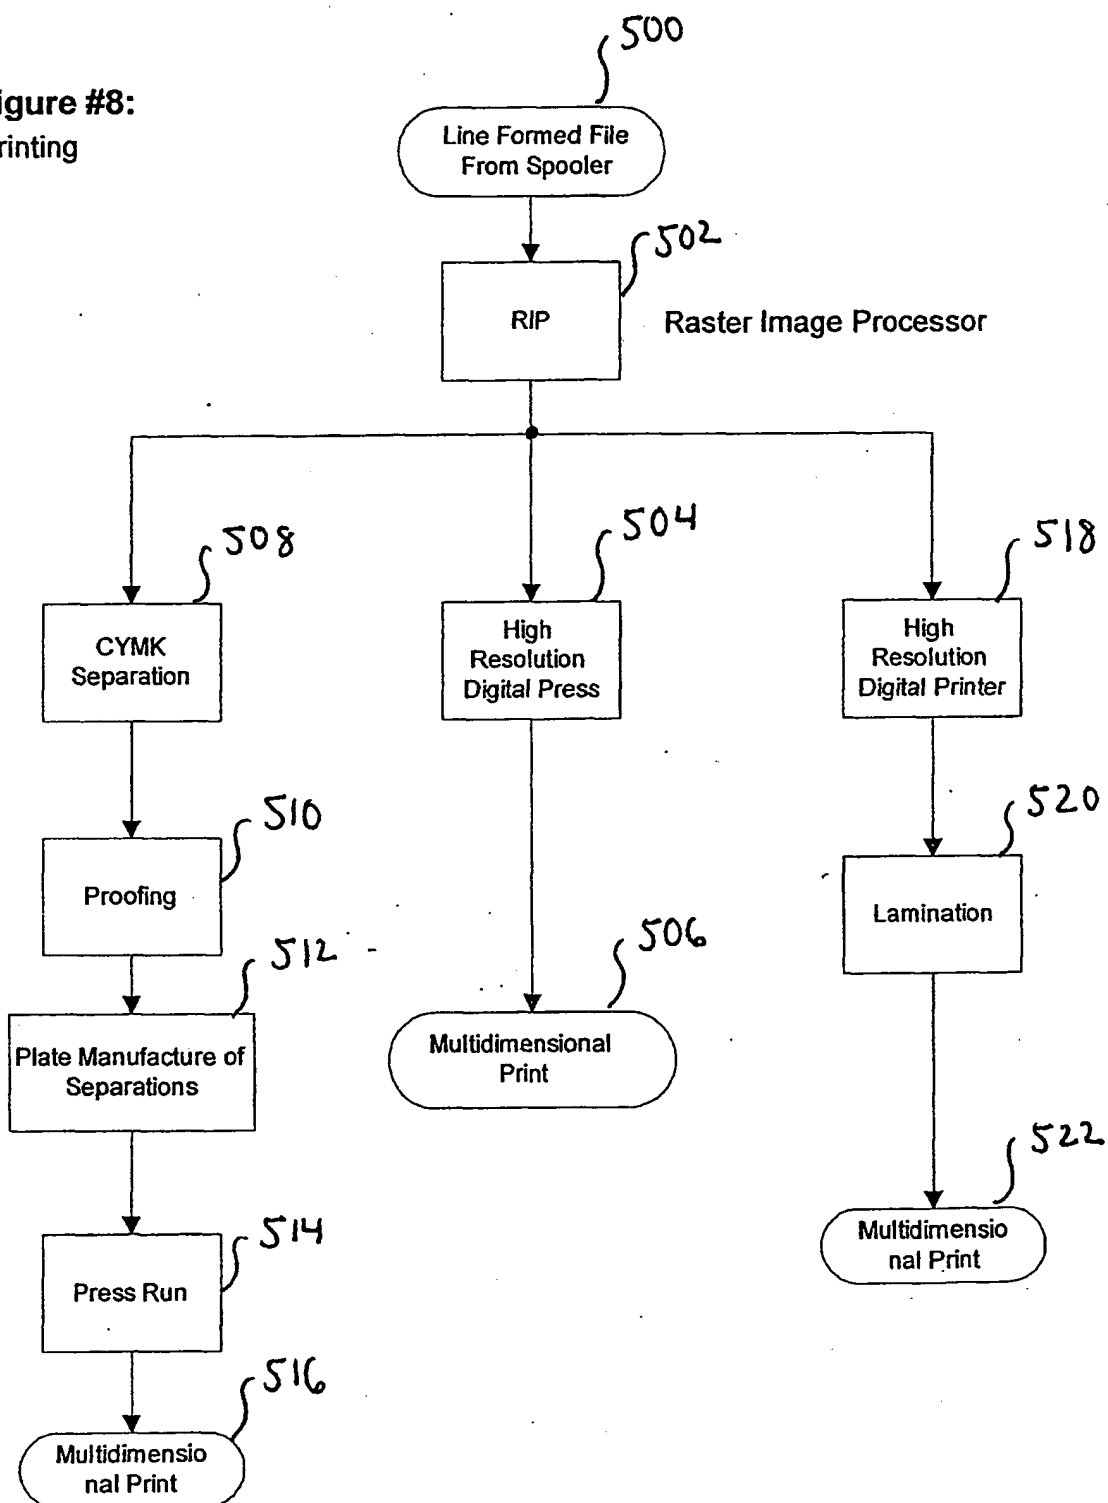 500
igure #8:
rinting
Line Formed File
From Spooler
502
RIP
Raster Image Processor
508
504
518
CYMK
Separation
High
Resolution
Digital Press
High
Resolution
Digital Printer
510
520
Proofing
Lamination
512
506
Plate Manufacture of
Separations
Multidimensional
Print
522
514
Multidimensio
nal Print
Press Run
516
Multidimensio
nal Print